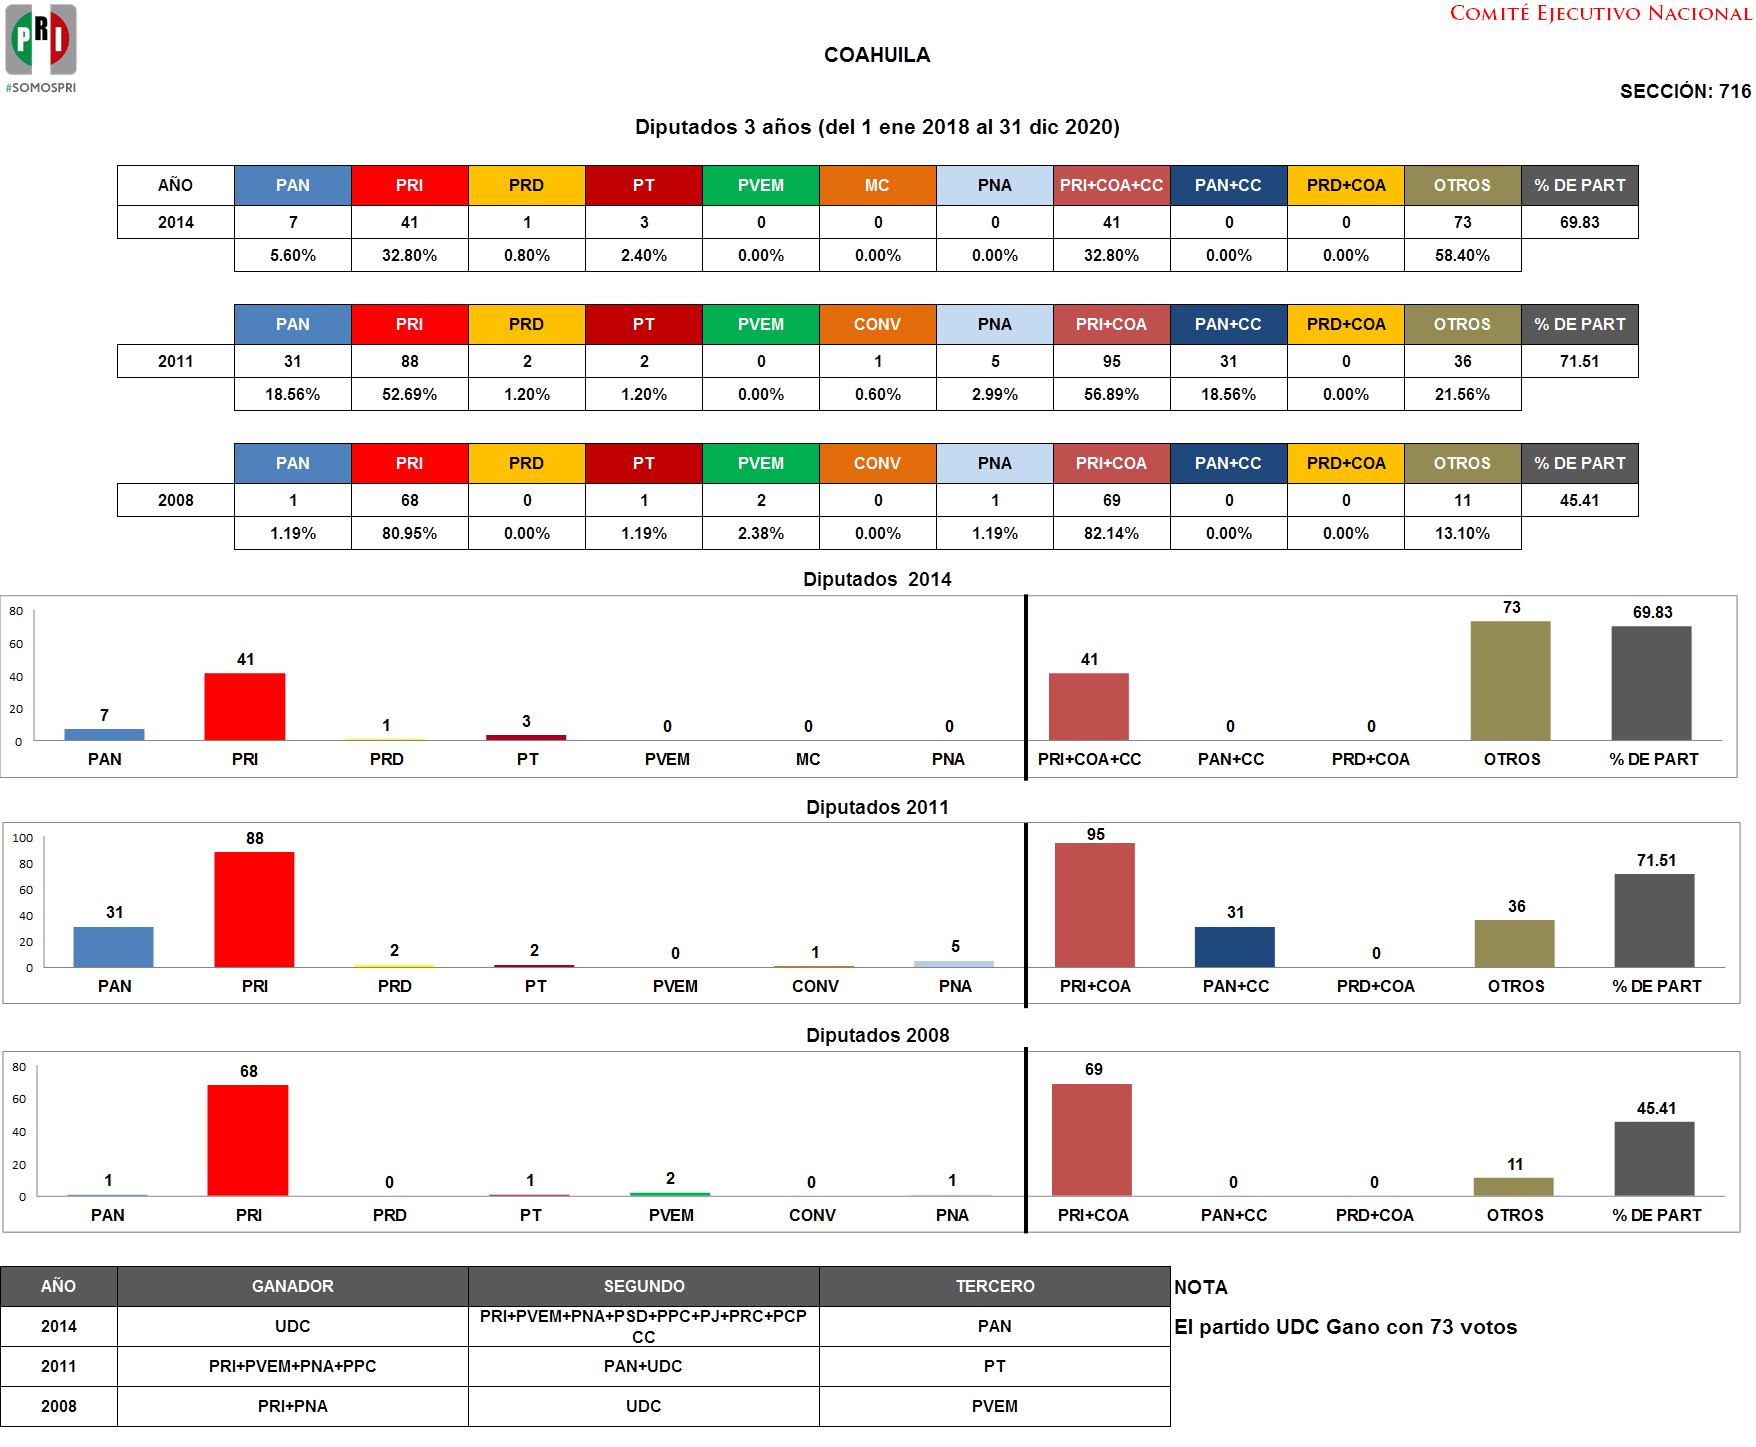 PRI
#SOMOSPRI
COMITÉ EJECUTIVO NACIONAL
COAHUILA
SECCIÓN: 716
Diputados 3 años (del 1 ene 2018 al 31 dic 2020)
AÑO PAN PRI PRD PT PVEM MC PNA PRI+COA+CC PAN+CC PRD+COA OTROS % DE PART
2014 7 41 1 3 0 0 0 41 0 0 73 69.83
5.60% 32.80% 0.80% 2.40% 0.00% 0.00% 0.00% 32.80% 0.00% 0.00% 58.40%
PAN PRI PRD PT PVEM CONV PNA PRI+COA PAN+CC PRD+COA OTROS % DE PART
2011 31 88 2 2 0 1 5 95 31 0 36 71.51
18.56% 52.69% 1.20% 1.20% 0.00% 0.60% 2.99% 56.89% 18.56% 0.00% 21.56%
PAN PRI PRD PT PVEM CONV PNA PRI+COA PAN+CC PRD+COA OTROS % DE PART
2008 1 68 0 1 2 0 1 69 0 0 11 45.41
1.19% 80.95% 0.00% 1.19% 2.38% 0.00% 1.19% 82.14% 0.00% 0.00% 13.10%
Diputados 2014
80
60
40
20
0
7 41 1 3 0 0 0 41 0 0 73 69.83
PAN PRI PRD PT PVEM MC PNA PRI+COA+CC PAN+CC PRD+COA OTROS % DE PART
Diputados 2011
100
80
60
40
20
0
31 88 2 2 0 1 5 95 31 0 36 71.51
PAN PRI PRD PT PVEM CONV PNA PRI+COA PAN+CC PRD+COA OTROS % DE PART
Diputados 2008
80
60
40
20
0
1 68 0 1 2 0 1 69 0 0 11 45.41
PAN PRI PRD PT PVEM CONV PNA PRI+COA PAN+CC PRD+COA OTROS % DE PART
AÑO GANADOR SEGUNDO TERCERO
2014 UDC PRI+PVEM+PNA+PSD+PPC+PJ+PRC+PCP CC PAN
2011 PRI+PVEM+PNA+PPC PAN+UDC PT
2008 PRI+PNA UDC PVEM
NOTA
El partido UDC Gano con 73 votos